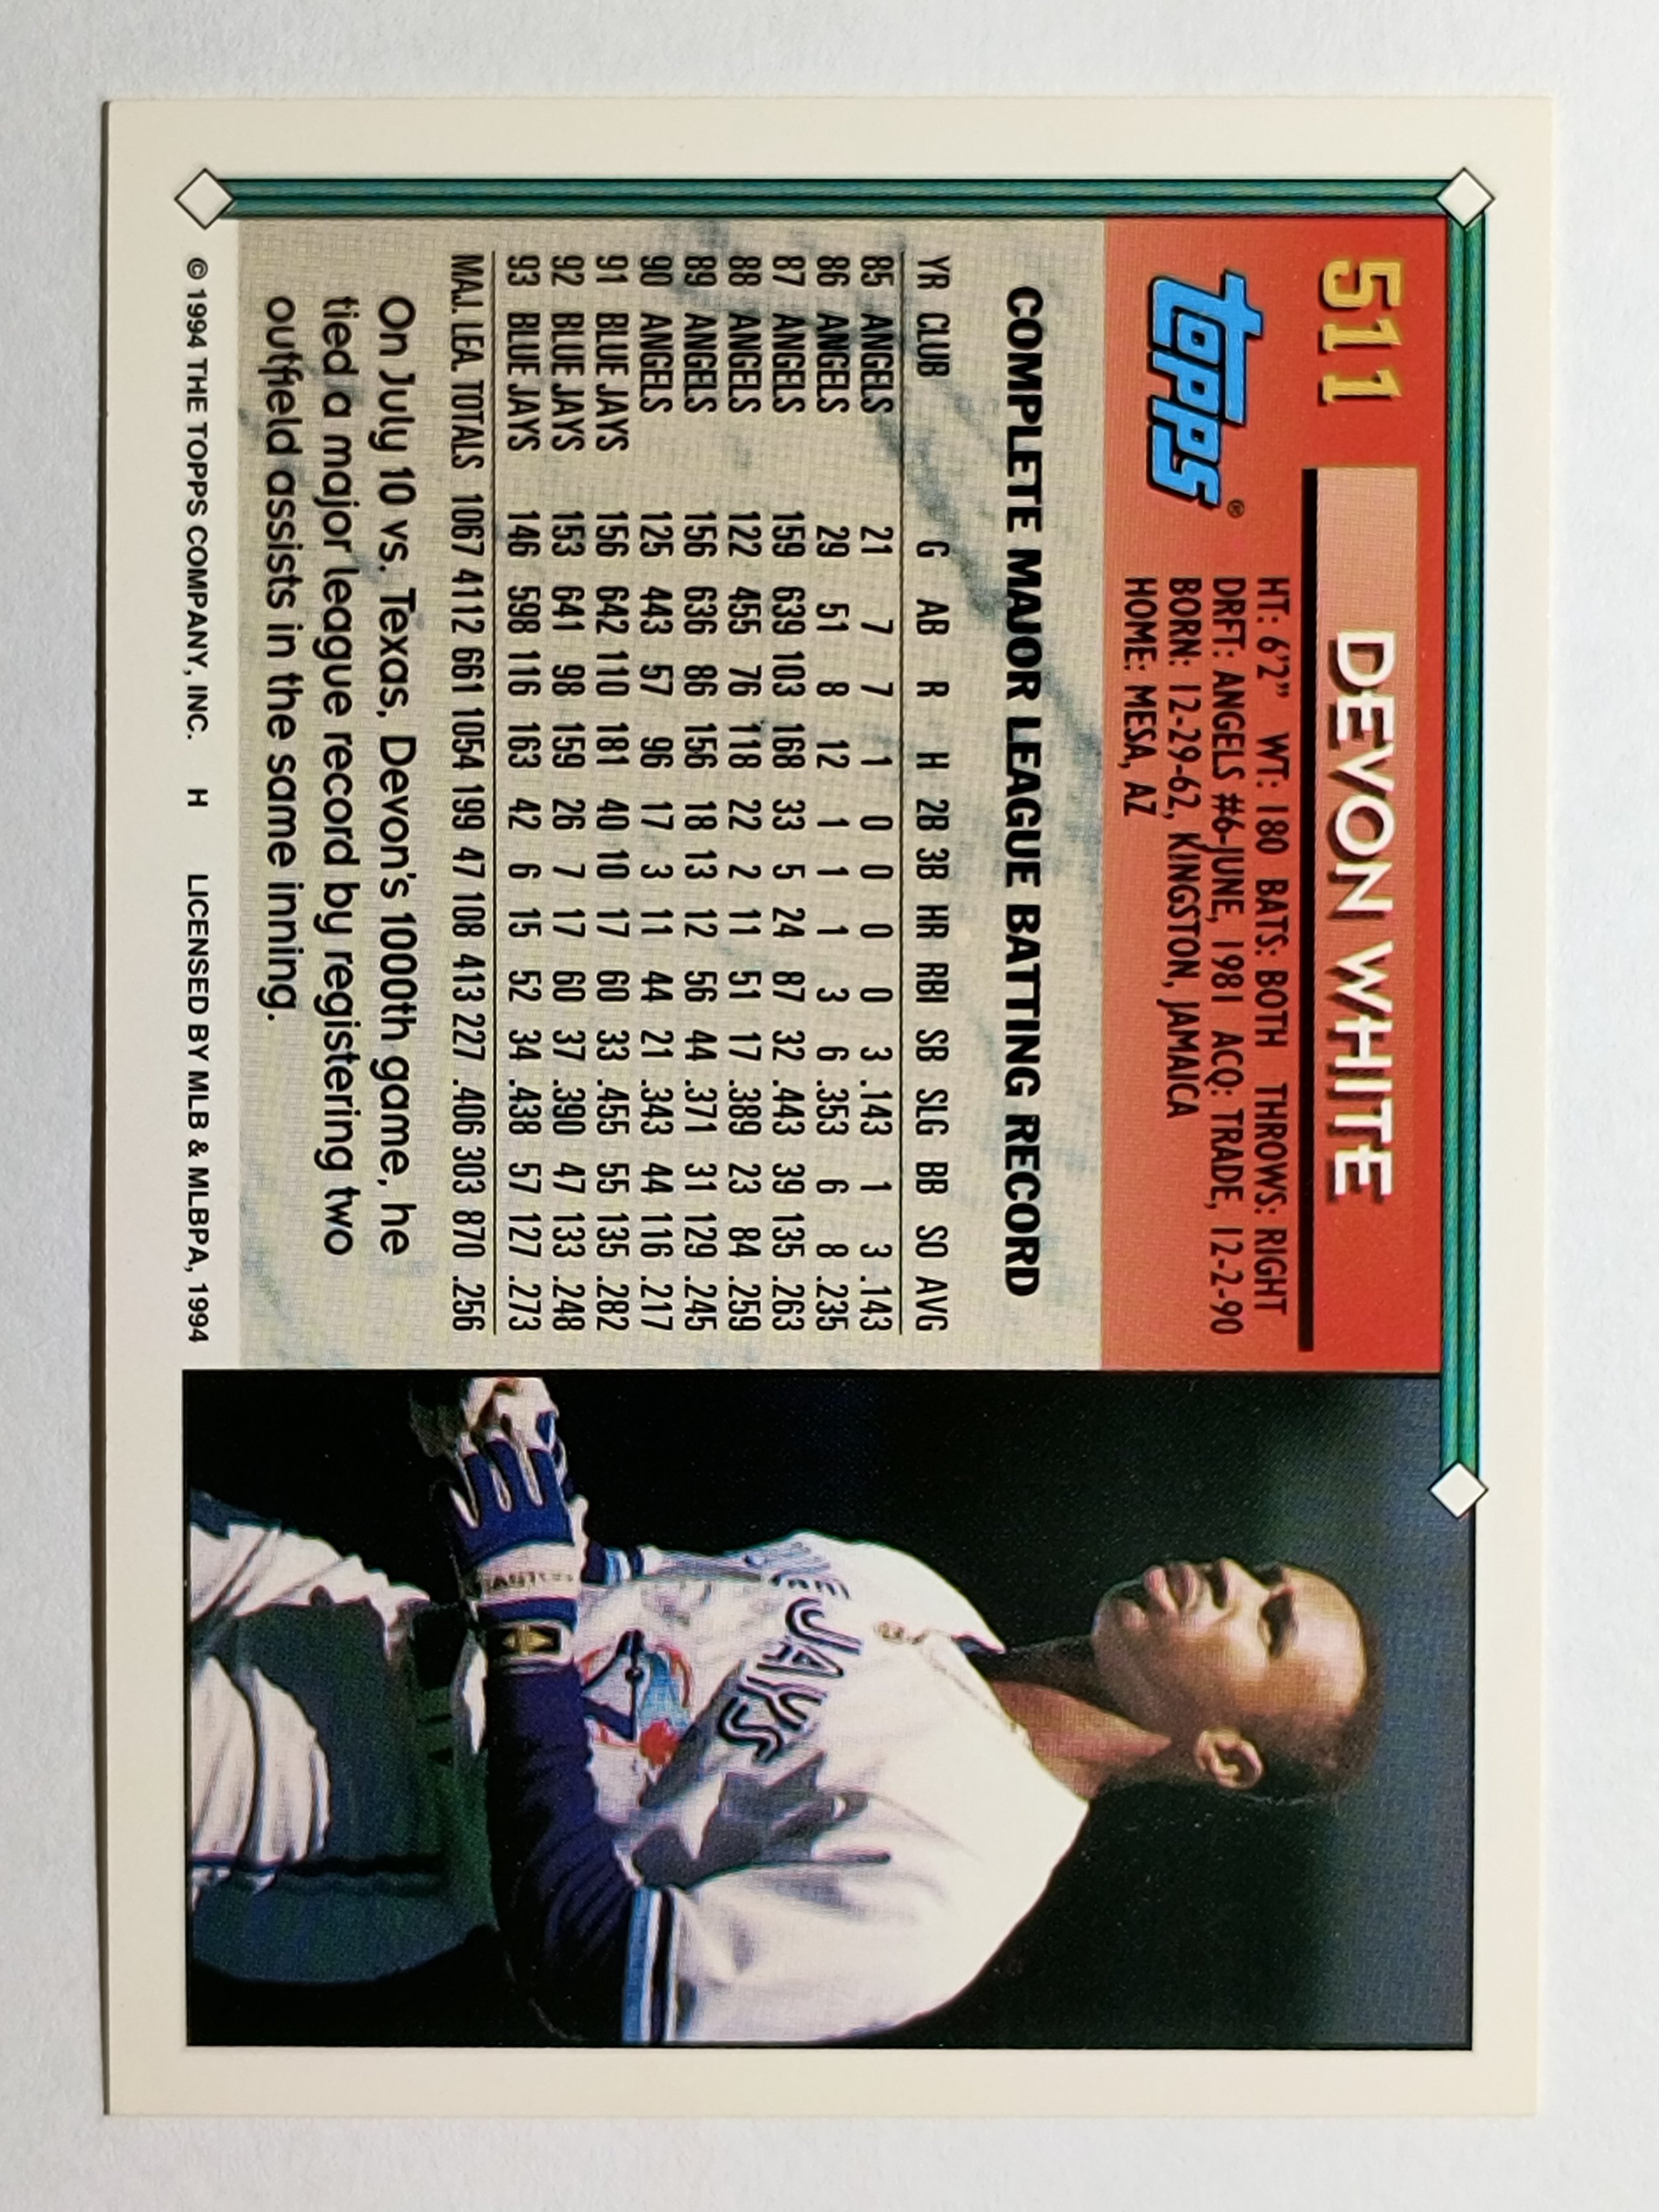 511 DEVON WHITE
topps®
HT: 6'2" WT: 180 BATS: BOTH THROWS: RIGHT
DRFT: ANGELS #6-JUNE, 1981 ACQ: TRADE, 12-2-90
BORN: 12-29-62, KINGSTON, JAMAICA
HOME: MESA, AZ
COMPLETE MAJOR LEAGUE BATTING RECORD
YR CLUB G AB R H 2B 3B HR RBI SB SLG BB SO AVG
85 ANGELS 21 7 7 1 0 0 0 0 3 .143 1 3 .143
86 ANGELS 29 51 8 12 1 1 1 3 6 .353 6 8 .235
87 ANGELS 159 639 103 168 33 5 24 87 32 .443 39 135 .263
88 ANGELS 122 455 76 118 22 2 11 51 17 .389 23 84 .259
89 ANGELS 156 636 86 156 18 13 12 56 44 .371 31 129 .245
90 ANGELS 125 443 57 96 17 3 11 44 21 .343 44 116 .217
91 BLUE JAYS 156 642 110 181 40 10 17 60 33 .455 55 135 .282
92 BLUE JAYS 153 641 98 159 26 7 17 60 37 .390 47 133 .248
93 BLUE JAYS 146 598 116 163 42 6 15 52 34 .438 57 127 .273
MAJ. LEA. TOTALS 1067 4112 661 1054 199 47 108 413 227 .406 303 870 .256
On July 10 vs. Texas, Devon's 1000th game, he
tied a major league record by registering two
outfield assists in the same inning.
© 1994 THE TOPPS COMPANY, INC. H LICENSED BY MLB & MLBPA, 1994
JAYS